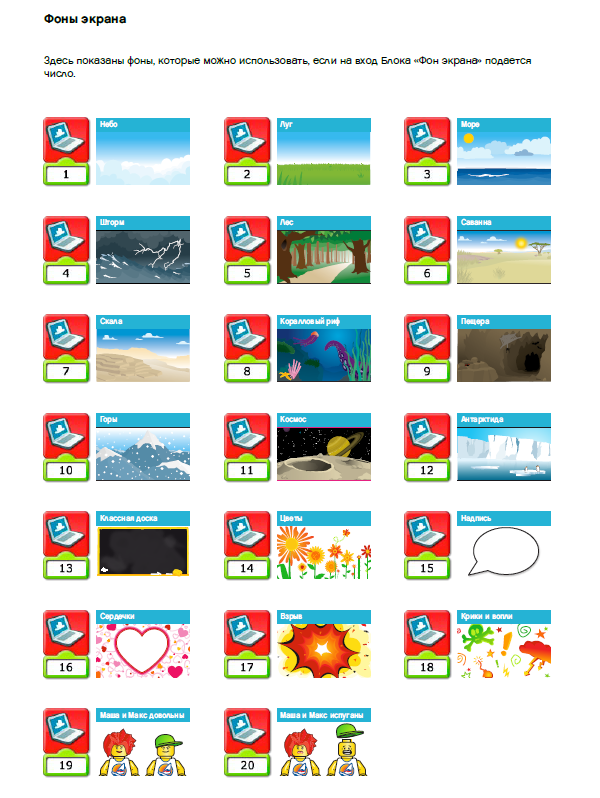 Фоны экрана
Здесь показаны фоны, которые можно использовать, если на вход Блока «Фон экрана» подается
число.
Небо
1
Луг
2
Море
3
Шторм
4
Лес
5
Саванна
6
Скала
7
Коралловый риф
8
Пещера
9
Горы
10
Космос
11
Антарктида
12
Классная доска
13
Цветы
14
Надпись
15
Сердечки
16
Взрыв
17
Крики и вопли
18
Маша и Макс довольны
19
Маша и Макс испуганы
20